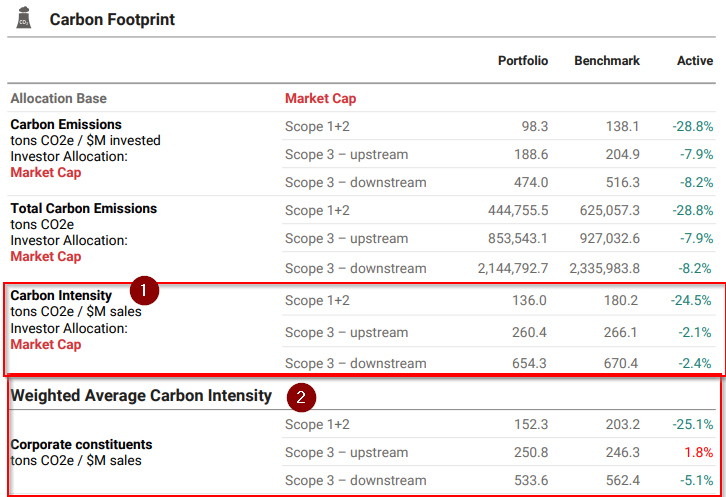 CO₂ Carbon Footprint
Portfolio Benchmark Active
Allocation Base Market Cap
Carbon Emissions Scope 1+2 98.3 138.1 -28.8%
tons CO2e / $M invested
Investor Allocation: Scope 3 – upstream 188.6 204.9 -7.9%
Market Cap Scope 3 – downstream 474.0 516.3 -8.2%
Total Carbon Emissions Scope 1+2 444,755.5 625,057.3 -28.8%
tons CO2e
Investor Allocation: Scope 3 – upstream 853,543.1 927,032.6 -7.9%
Market Cap Scope 3 – downstream 2,144,792.7 2,335,983.8 -8.2%
Carbon Intensity 1 Scope 1+2 136.0 180.2 -24.5%
tons CO2e / $M sales
Investor Allocation: Scope 3 – upstream 260.4 266.1 -2.1%
Market Cap Scope 3 – downstream 654.3 670.4 -2.4%
Weighted Average Carbon Intensity 2
Scope 1+2 152.3 203.2 -25.1%
Corporate constituents Scope 3 – upstream 250.8 246.3 1.8%
tons CO2e / $M sales Scope 3 – downstream 533.6 562.4 -5.1%